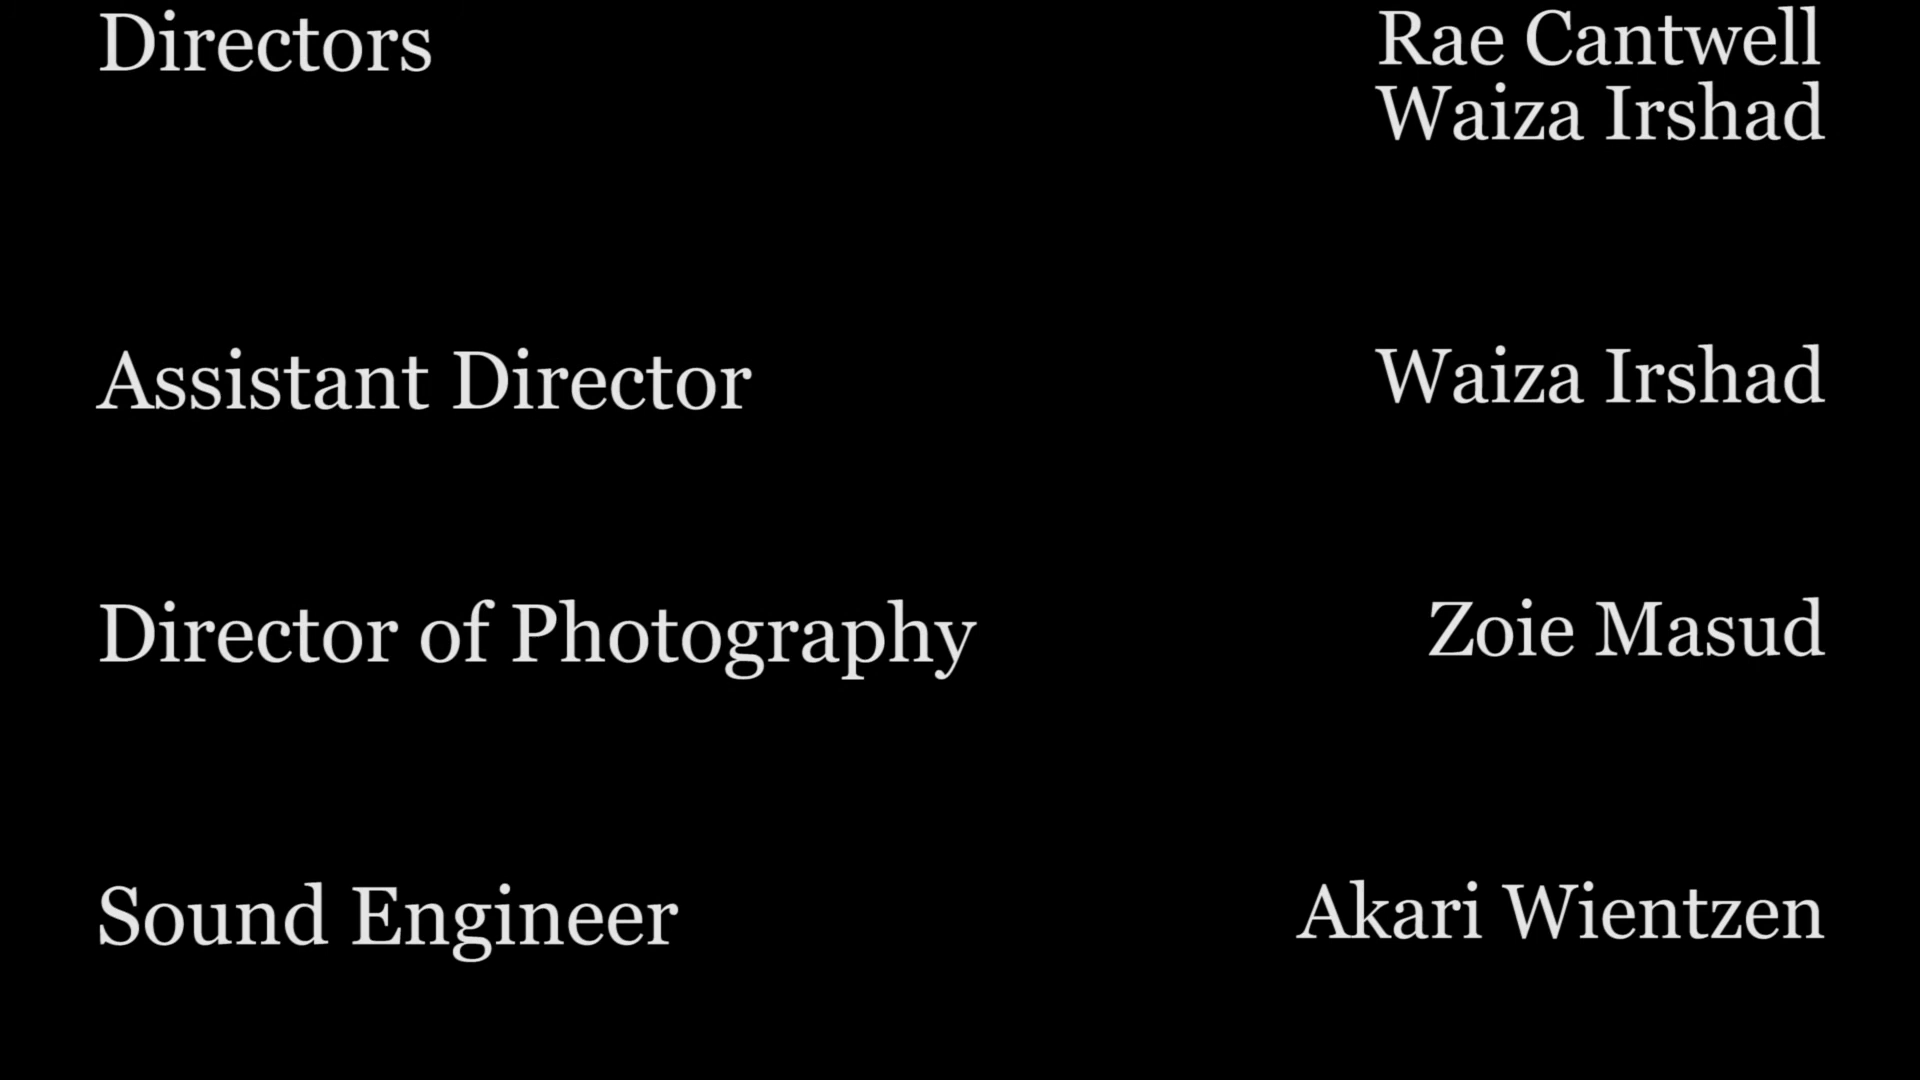 Directors Rae Cantwell
Waiza Irshad
Assistant Director Waiza Irshad
Director of Photography Zoie Masud
Sound Engineer Akari Wientzen